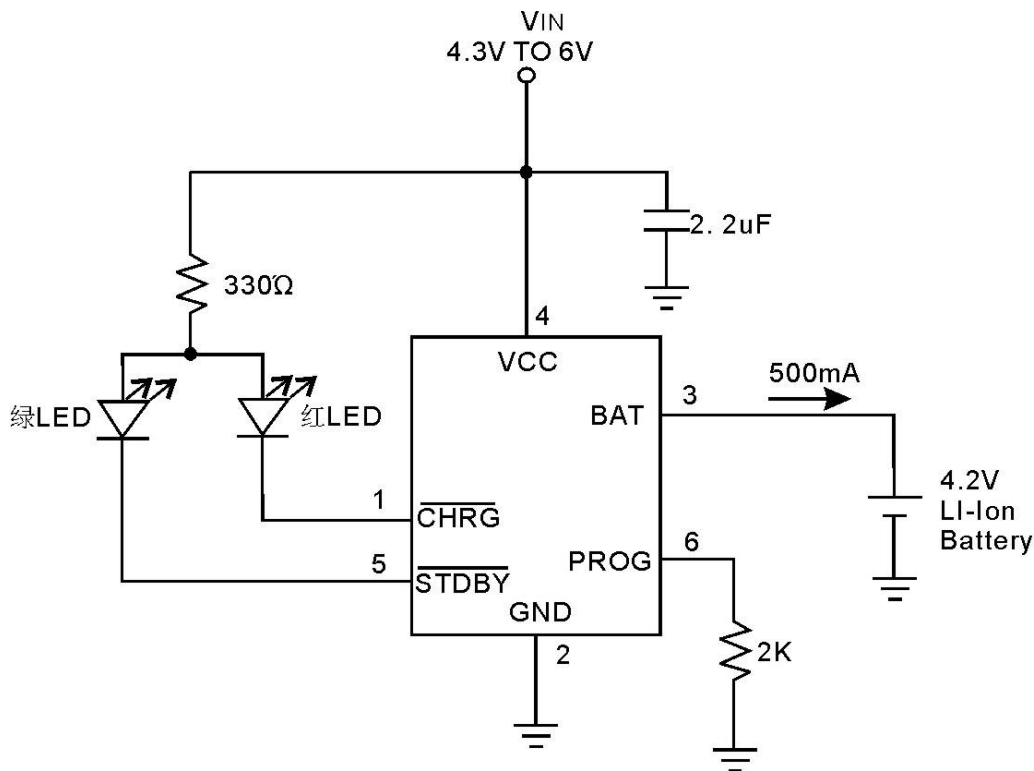 VIN
4.3V TO 6V
2.2uF
330Ω
4
VCC
500mA
3
BAT
绿LED
红LED
4.2V
LI-Ion
Battery
1
CHRG
6
PROG
5
STDBY
GND
2
2K